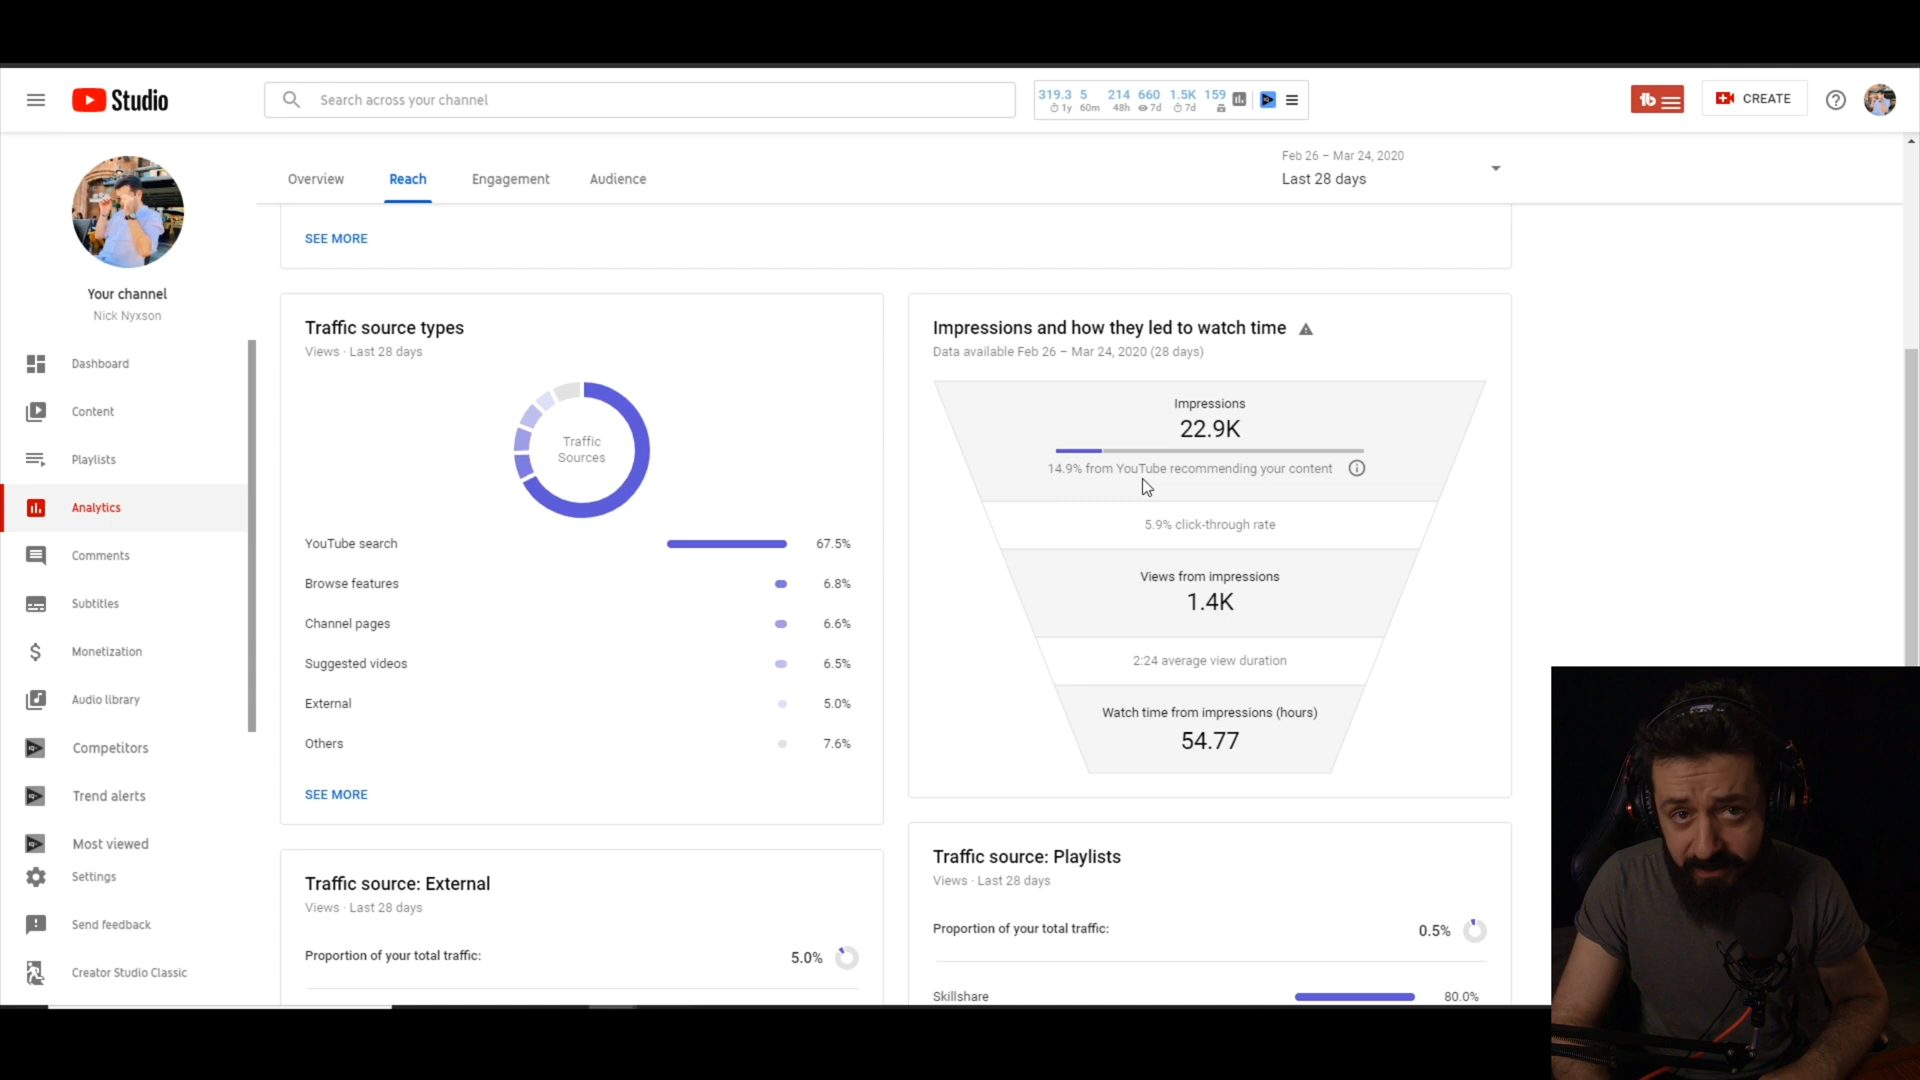 Studio
Search across your channel
319.3 5 214 660 1.5K 159
1y 60m 48h 7d 7d
CREATE
Your channel
Nick Nyxson
Dashboard
Content
Playlists
Analytics
Comments
Subtitles
Monetization
Audio library
Competitors
Trend alerts
Most viewed
Settings
Send feedback
Creator Studio Classic
Overview
Reach
Engagement
Audience
Feb 26 – Mar 24, 2020
Last 28 days
SEE MORE
Traffic source types
Views · Last 28 days
Traffic
Sources
YouTube search 67.5%
Browse features 6.8%
Channel pages 6.6%
Suggested videos 6.5%
External 5.0%
Others 7.6%
SEE MORE
Impressions and how they led to watch time
Data available Feb 26 – Mar 24, 2020 (28 days)
Impressions
22.9K
14.9% from YouTube recommending your content
5.9% click-through rate
Views from impressions
1.4K
2:24 average view duration
Watch time from impressions (hours)
54.77
Traffic source: External
Views · Last 28 days
Proportion of your total traffic: 5.0%
Traffic source: Playlists
Views · Last 28 days
Proportion of your total traffic: 0.5%
Skillshare 80.0%